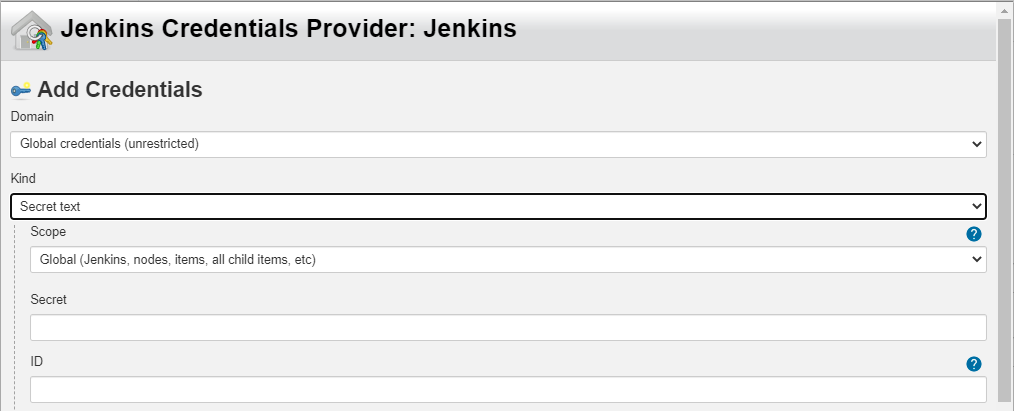 Jenkins Credentials Provider: Jenkins
Add Credentials
Domain
Global credentials (unrestricted)
Kind
Secret text
Scope
?
Global (Jenkins, nodes, items, all child items, etc)
Secret
ID
?